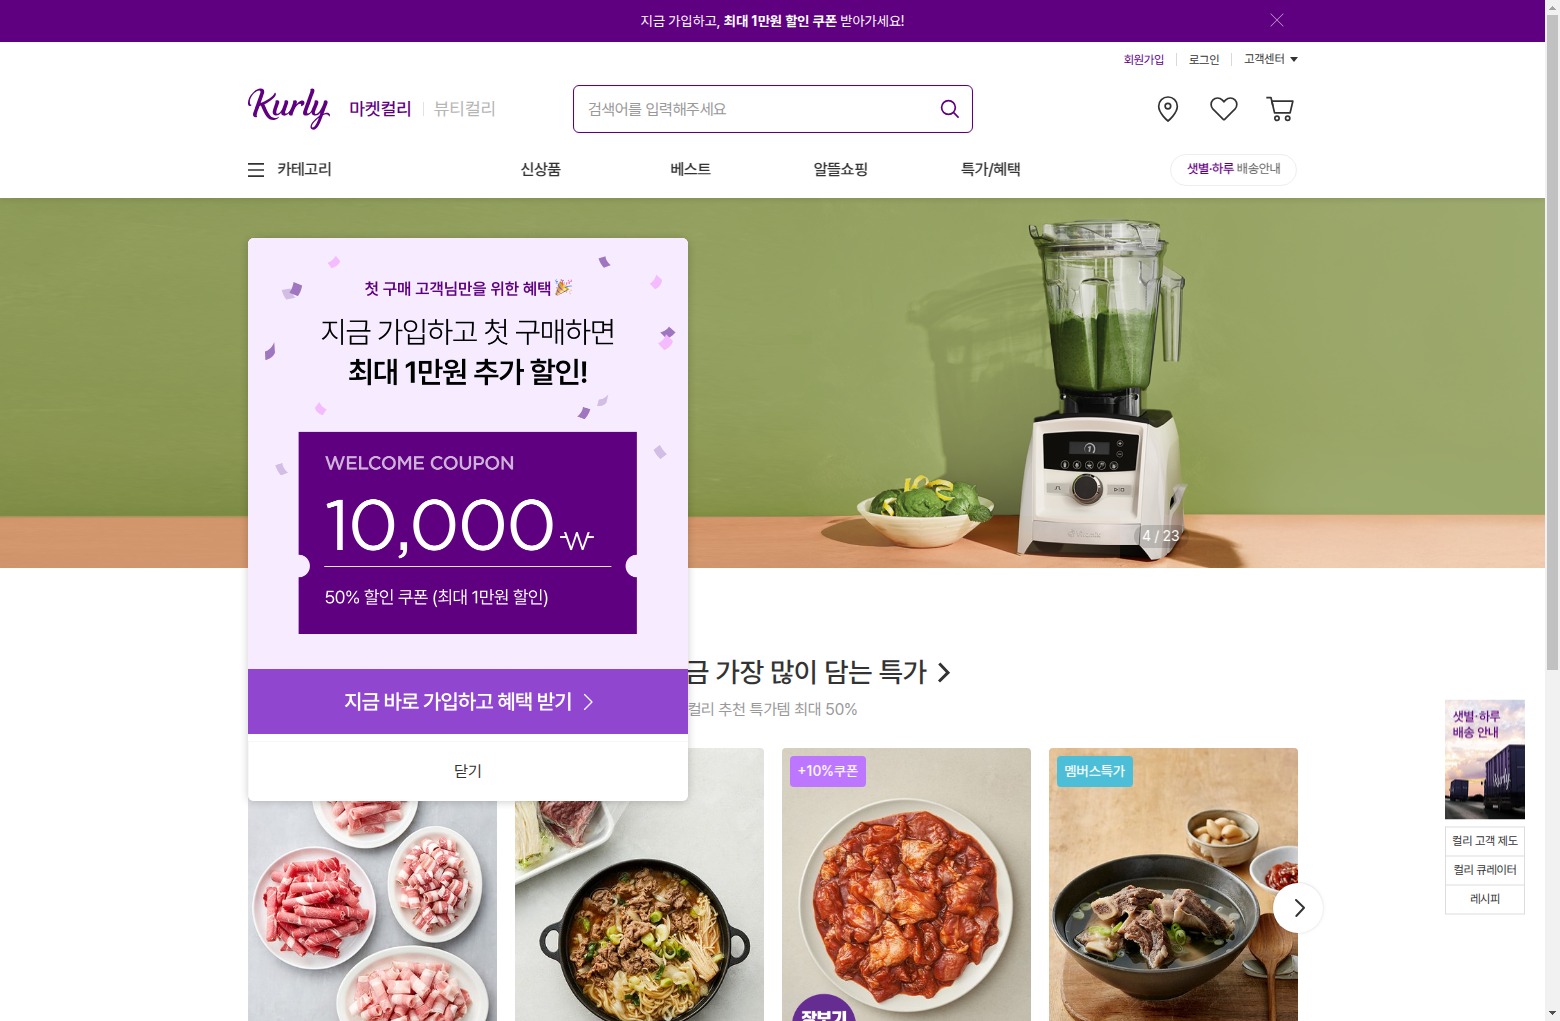 지금 가입하고, 최대 1만원 할인 쿠폰 받아가세요!
회원가입
로그인
고객센터
Kurly
마켓컬리
뷰티컬리
검색어를 입력해주세요
카테고리
신상품
베스트
알뜰쇼핑
특가/혜택
샛별·하루 배송안내
첫 구매 고객님만을 위한 혜택
지금 가입하고 첫 구매하면
최대 1만원 추가 할인!
WELCOME COUPON
10,000₩
50% 할인 쿠폰 (최대 1만원 할인)
지금 바로 가입하고 혜택 받기
닫기
4 / 23
금 가장 많이 담는 특가
컬리 추천 특가템 최대 50%
+10%쿠폰
멤버스특가
샛별·하루
배송 안내
Kurly
컬리 고객 제도
컬리 큐레이터
레시피